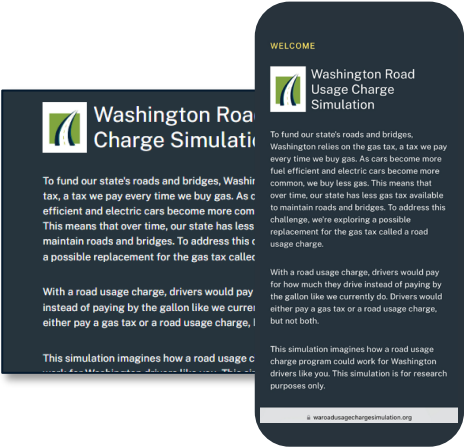 Washington Road
Charge Simulation
To fund our state's roads and bridges, Washin
tax, a tax we pay every time we buy gas. As c
efficient and electric cars become more com
This means that over time, our state has less
maintain roads and bridges. To address this c
a possible replacement for the gas tax called
With a road usage charge, drivers would pay
instead of paying by the gallon like we curren
either pay a gas tax or a road usage charge,
This simulation imagines how a road usage c
work for Washington drivers like you. This sim
WELCOME
Washington Road
Usage Charge
Simulation
To fund our state's roads and bridges,
Washington relies on the gas tax, a tax we pay
every time we buy gas. As cars become more
fuel efficient and electric cars become more
common, we buy less gas. This means that
over time, our state has less gas tax available
to maintain roads and bridges. To address this
challenge, we're exploring a possible
replacement for the gas tax called a road
usage charge.
With a road usage charge, drivers would pay
for how much they drive instead of paying by
the gallon like we currently do. Drivers would
either pay a gas tax or a road usage charge,
but not both.
This simulation imagines how a road usage
charge program could work for Washington
drivers like you. This simulation is for research
purposes only.
waroadusagechargesimulation.org